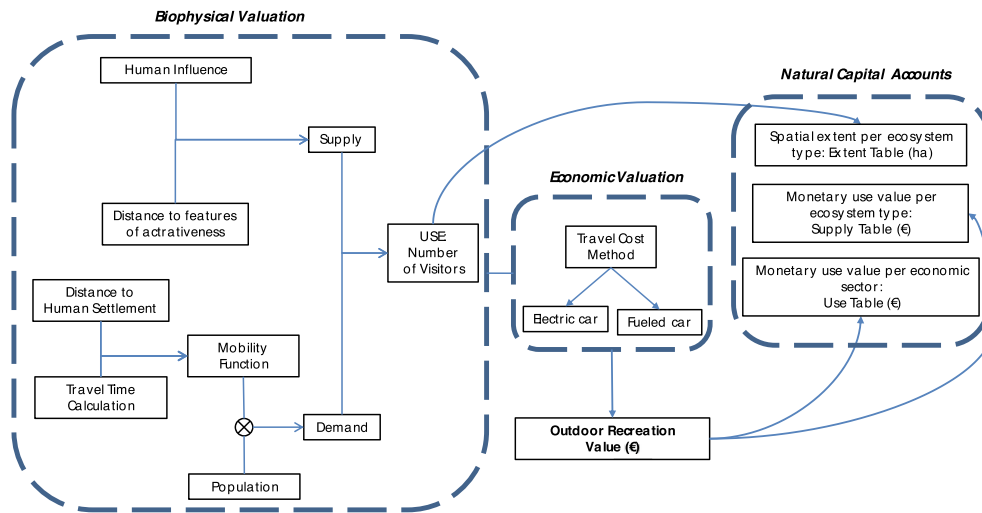 Biophysical Valuation
Human Influence
Supply
Distance to features
of actrativeness
USE:
Number
of Visitors
Distance to
Human Settlement
Mobility
Function
Travel Time
Calculation
Demand
Population
Economic Valuation
Travel Cost
Method
Electric car
Fueled car
Outdoor Recreation
Value (€)
Natural Capital Accounts
Spatial extent per ecosystem
type: Extent Table (ha)
Monetary use value per
ecosystem type:
Supply Table (€)
Monetary use value per economic
sector:
Use Table (€)